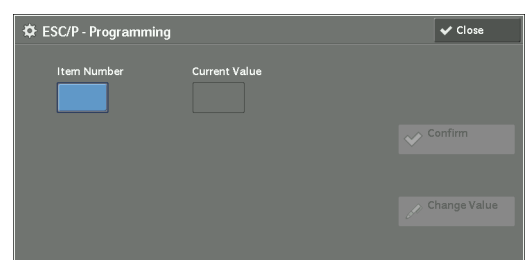 ESC/P - Programming
Close
Item Number
Current Value
Confirm
Change Value